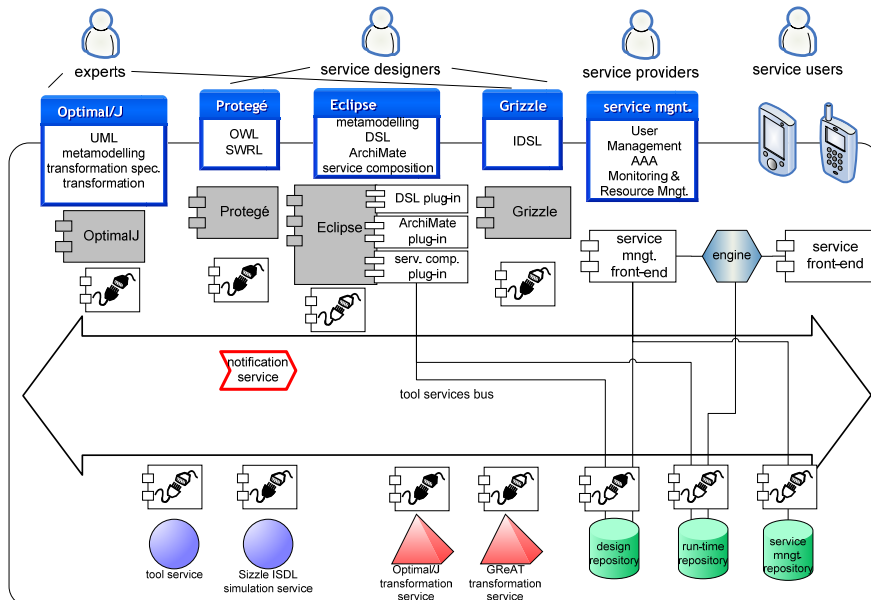 experts
service designers
service providers
service users
Optimal/J
UML
metamodelling
transformation spec.
transformation
Protegé
OWL
SWRL
Eclipse
metamodelling
DSL
ArchiMate
service composition
Grizzle
IDSL
service mgnt.
User
Management
AAA
Monitoring &
Resource Mngt.
OptimalJ
Protegé
Eclipse
DSL plug-in
ArchiMate
plug-in
serv. comp.
plug-in
Grizzle
service
mngt.
front-end
engine
service
front-end
notification
service
tool services bus
tool service
Sizzle ISDL
simulation service
Optimal/J
transformation
service
GReAT
transformation
service
design
repository
run-time
repository
service
mngt.
repository